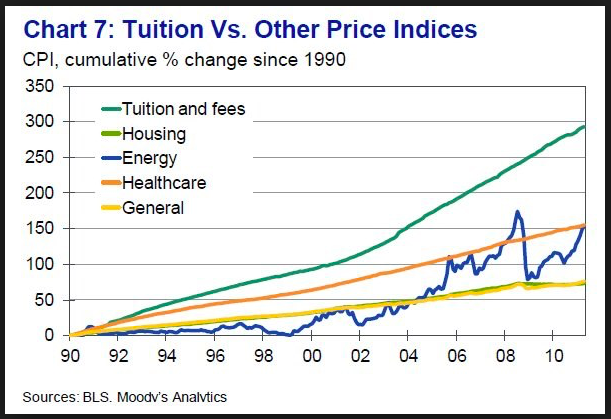 Chart 7: Tuition Vs. Other Price Indices
CPI, cumulative % change since 1990
350
300
250
200
150
100
50
0
Tuition and fees
Housing
Energy
Healthcare
General
90 92 94 96 98 00 02 04 06 08 10
Sources: BLS. Moody's Analytics